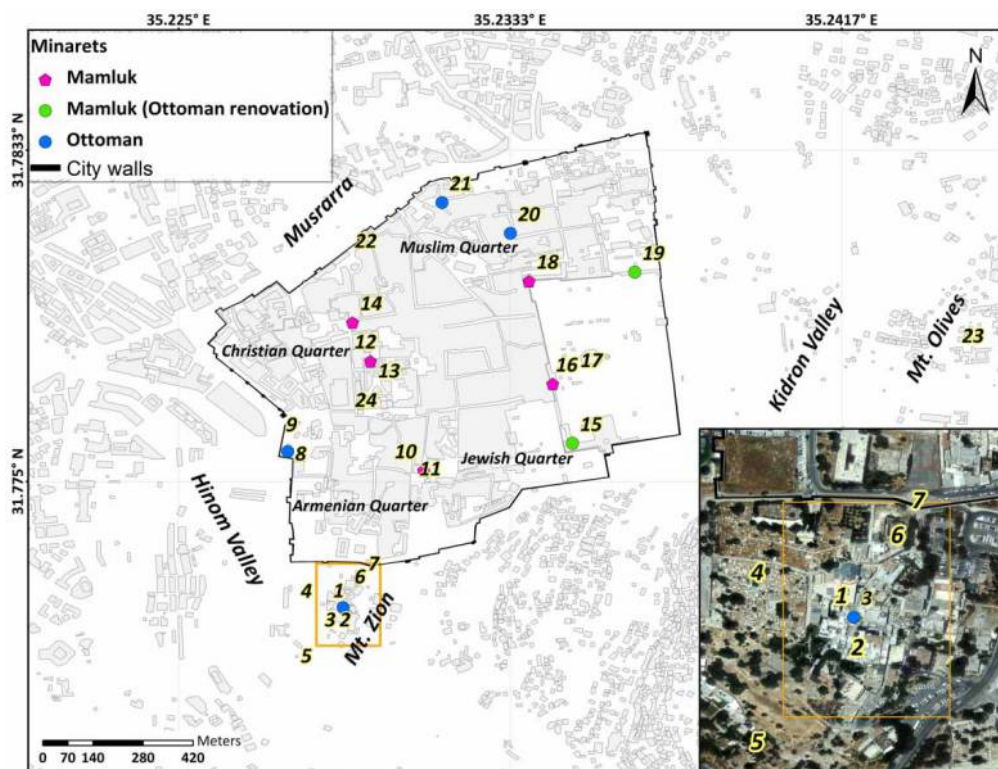 35.225° E 35.2333° E 35.2417° E
Minarets
Mamluk
Mamluk (Ottoman renovation)
Ottoman
City walls
N
31.7833° N
31.775° N
Musrarra
21
20
22
Muslim Quarter
18
19
14
12
Christian Quarter
13
16 17
24
23
Mt. Olives
Kidron Valley
9
8
10
11
15
Jewish Quarter
Armenian Quarter
Hinom Valley
7
6
4
1
3 2
5
Mt. Zion
Meters
0 70 140 280 420
7
6
4
1 3
2
5